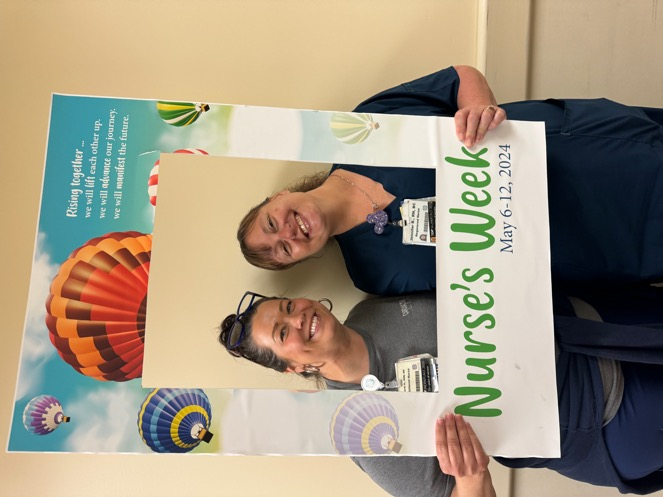 Rising together ...
we will lift each other up.
we will advance our journey.
we will manifest the future.
Nurse's Week
May 6-12, 2024